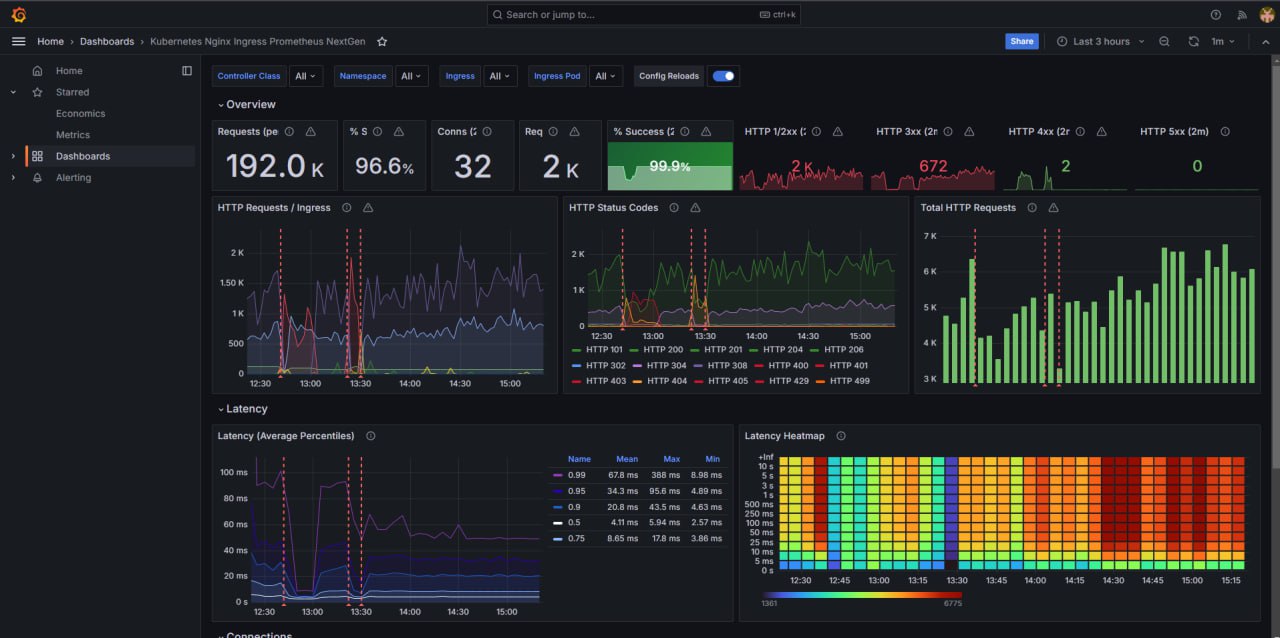 Search or jump to...
ctrl+k
Home › Dashboards › Kubernetes Nginx Ingress Prometheus NextGen
Share
Last 3 hours
1m
Home
Starred
Economics
Metrics
Dashboards
Alerting
Controller Class All
Namespace All
Ingress All
Ingress Pod All
Config Reloads
Overview
Requests (pe
192.0 K
% S
96.6%
Conns (2
32
Req
2 K
% Success (2
99.9%
HTTP 1/2xx (2
2 K
HTTP 3xx (2m
672
HTTP 4xx (2r
2
HTTP 5xx (2m)
0
HTTP Requests / Ingress
2 K
1.50 K
1 K
500
0
12:30 13:00 13:30 14:00 14:30 15:00
HTTP Status Codes
2 K
1 K
0
12:30 13:00 13:30 14:00 14:30 15:00
HTTP 101 HTTP 200 HTTP 201 HTTP 204 HTTP 206
HTTP 302 HTTP 304 HTTP 308 HTTP 400 HTTP 401
HTTP 403 HTTP 404 HTTP 405 HTTP 429 HTTP 499
Total HTTP Requests
7 K
6 K
5 K
4 K
3 K
Latency
Latency (Average Percentiles)
100 ms
80 ms
60 ms
40 ms
20 ms
0 s
12:30 13:00 13:30 14:00 14:30 15:00
Name Mean Max Min
0.99 67.8 ms 388 ms 8.98 ms
0.95 34.3 ms 95.6 ms 4.89 ms
0.9 20.8 ms 43.5 ms 4.63 ms
0.5 4.11 ms 5.94 ms 2.57 ms
0.75 8.65 ms 17.8 ms 3.86 ms
Latency Heatmap
+Inf
10 s
5 s
3 s
1 s
500 ms
250 ms
100 ms
50 ms
25 ms
10 ms
5 ms
0 s
12:30 12:45 13:00 13:15 13:30 13:45 14:00 14:15 14:30 14:45 15:00 15:15
1361 6775
Connections